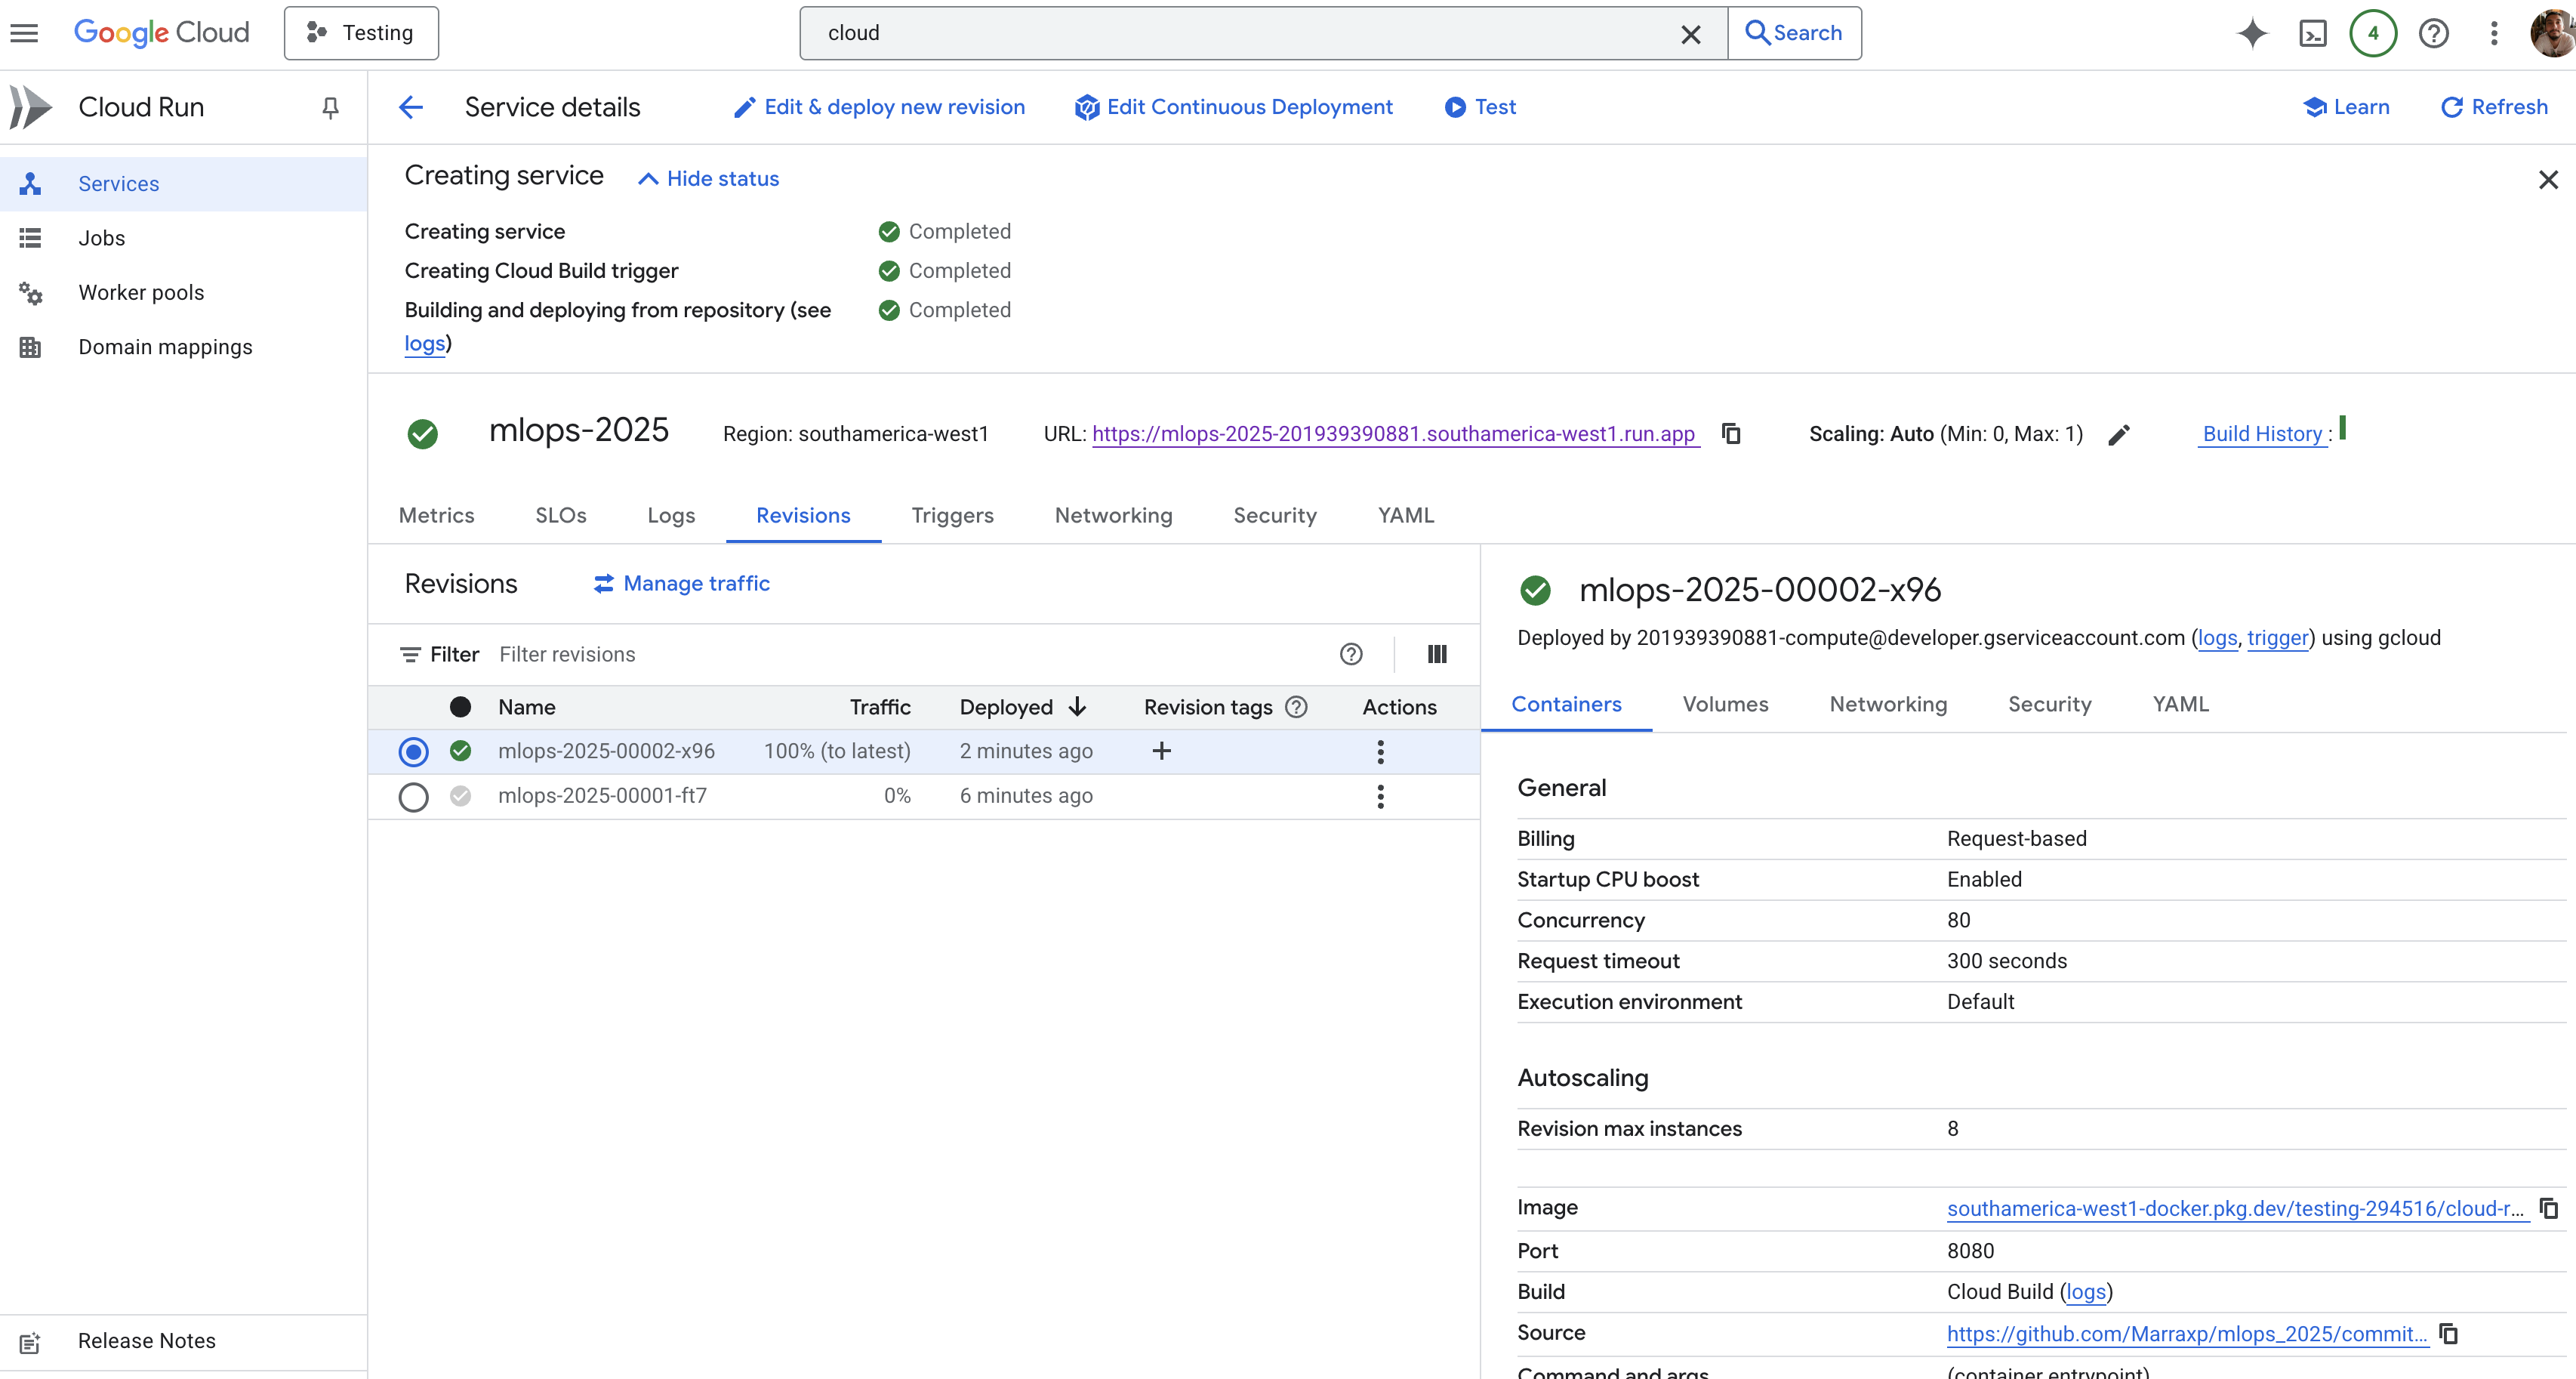 Google Cloud
Testing
cloud
Search
4
Cloud Run
Service details
Edit & deploy new revision
Edit Continuous Deployment
Test
Learn
Refresh
Services
Jobs
Worker pools
Domain mappings
Release Notes
Creating service
Hide status
Creating service
Completed
Creating Cloud Build trigger
Completed
Building and deploying from repository (see
logs)
Completed
mlops-2025
Region: southamerica-west1
URL: https://mlops-2025-201939390881.southamerica-west1.run.app
Scaling: Auto (Min: 0, Max: 1)
Build History :
Metrics
SLOs
Logs
Revisions
Triggers
Networking
Security
YAML
Revisions
Manage traffic
Filter
Filter revisions
Name
Traffic
Deployed
Revision tags
Actions
mlops-2025-00002-x96
100% (to latest)
2 minutes ago
mlops-2025-00001-ft7
0%
6 minutes ago
mlops-2025-00002-x96
Deployed by 201939390881-compute@developer.gserviceaccount.com (logs, trigger) using gcloud
Containers
Volumes
Networking
Security
YAML
General
Billing
Request-based
Startup CPU boost
Enabled
Concurrency
80
Request timeout
300 seconds
Execution environment
Default
Autoscaling
Revision max instances
8
Image
southamerica-west1-docker.pkg.dev/testing-294516/cloud-r...
Port
8080
Build
Cloud Build (logs)
Source
https://github.com/Marraxp/mlops_2025/commit...
Command and args
(container entrypoint)